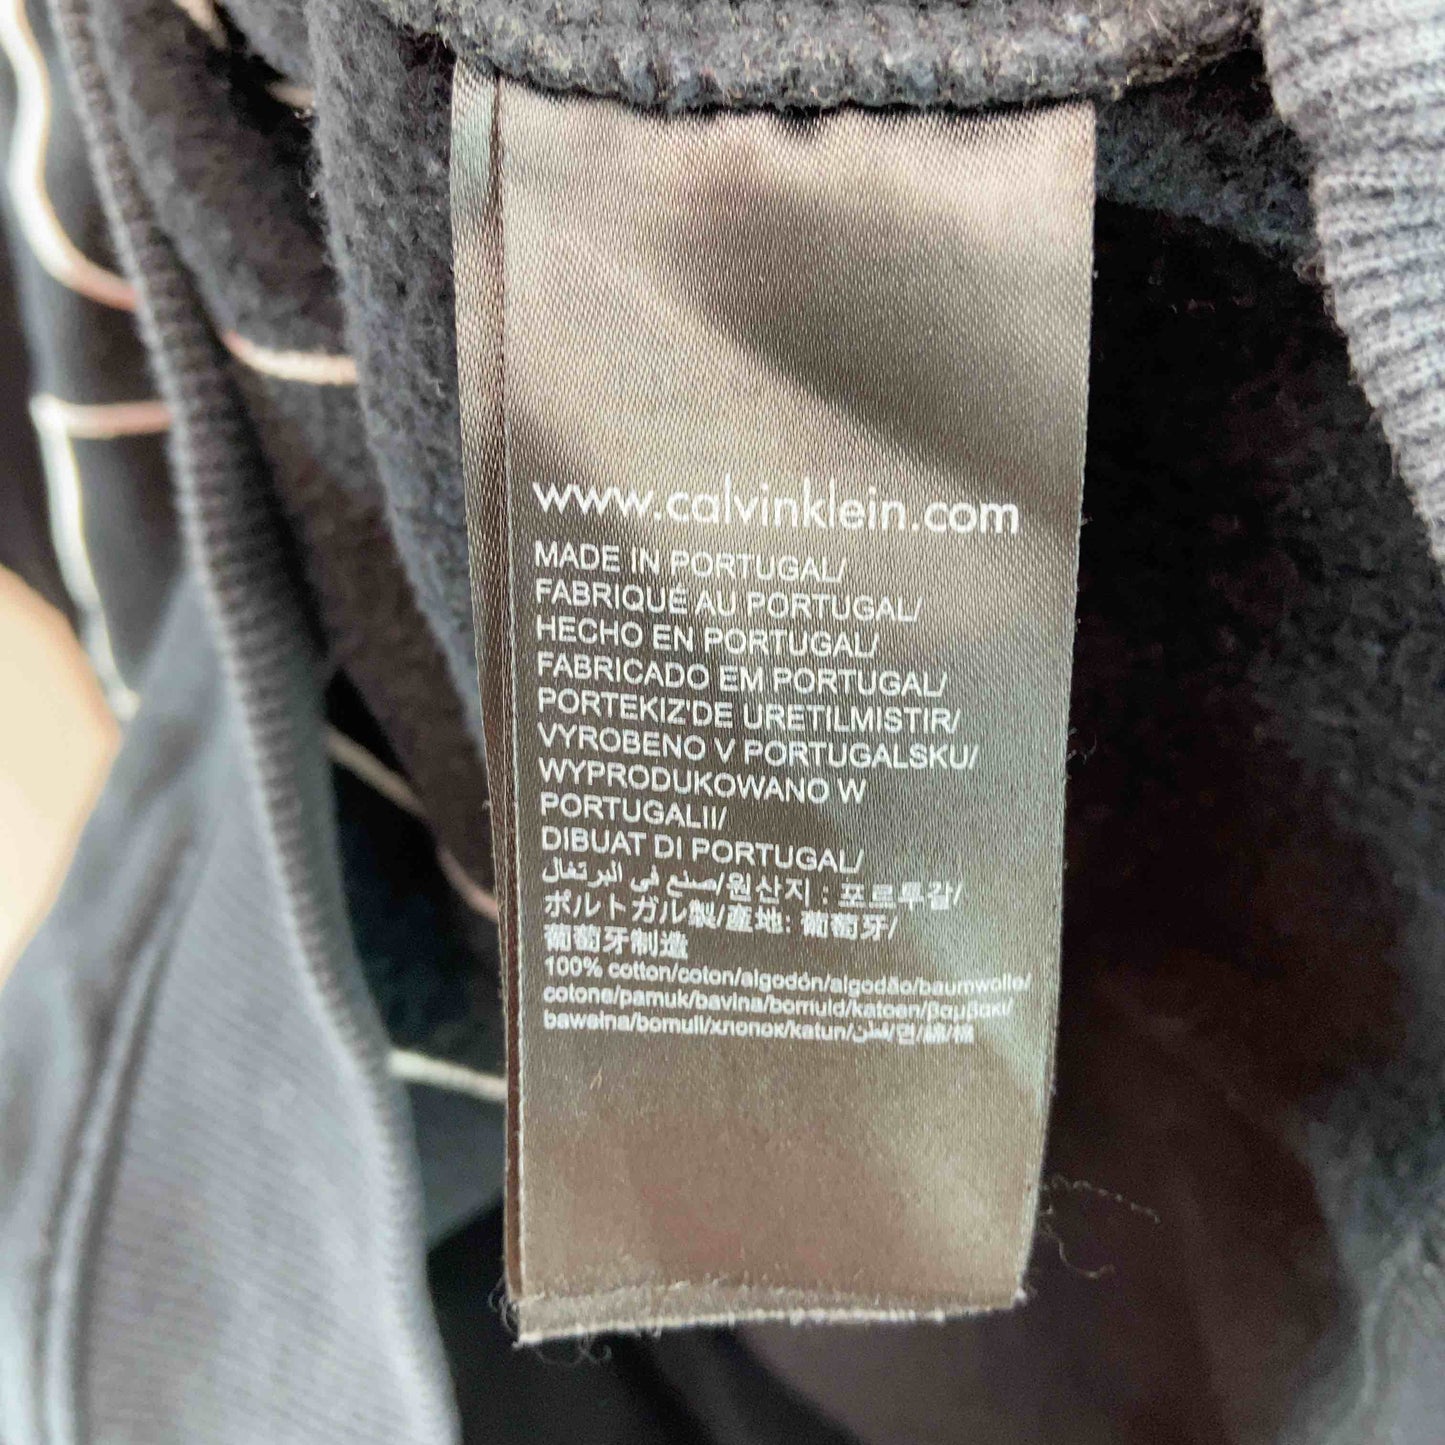 www.calvinklein.com
MADE IN PORTUGAL/
FABRIQUÉ AU PORTUGAL/
HECHO EN PORTUGAL/
FABRICADO EM PORTUGAL/
PORTEKIZ'DE URETILMISTIR/
VYROBENO V PORTUGALSKU/
WYPRODUKOWANO W
PORTUGALII/
DIBUAT DI PORTUGAL/
صنع في البرتغال/원산지 : 포르투갈/
ポルトガル製/産地: 葡萄牙/
葡萄牙制造
100% cotton/coton/algodón/algodão/baumwolle/
cotone/pamuk/bavlna/bomuld/katoen/βαμβακι/
bawełna/bomull/хлопок/katun/قطن/면/綿/棉